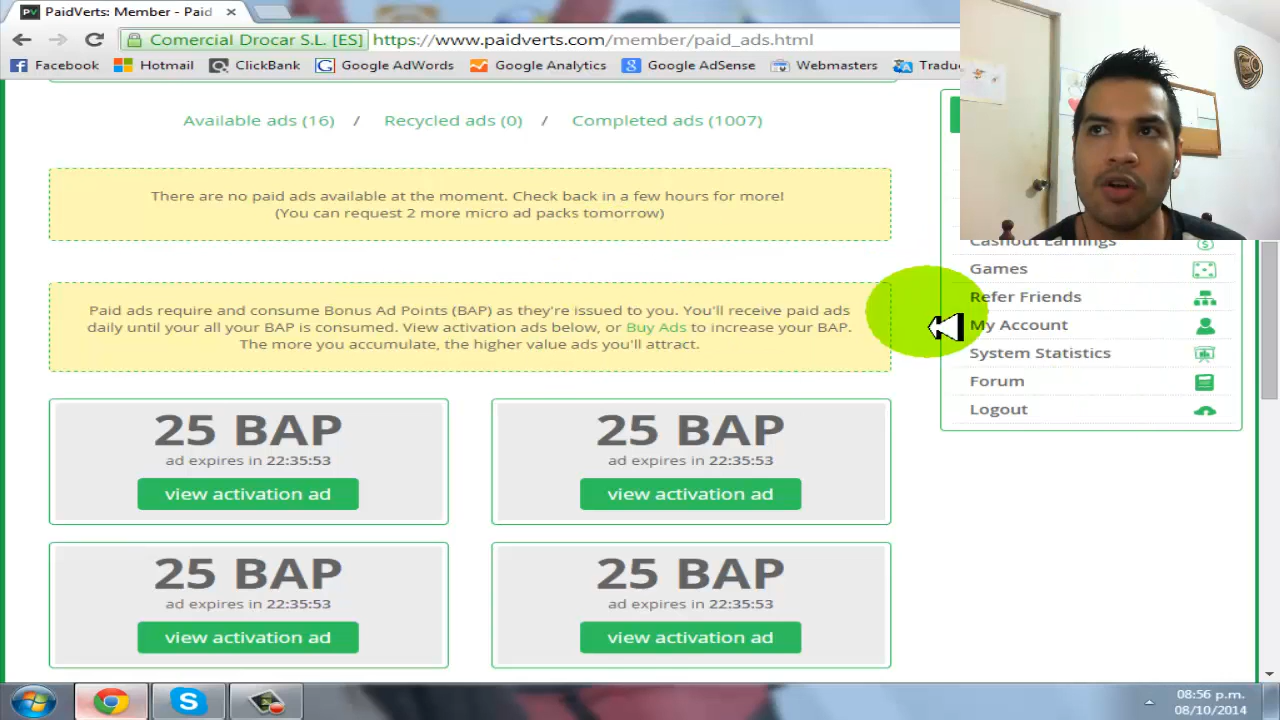 PaidVerts: Member - Paid
Comercial Drocar S.L. [ES]
https://www.paidverts.com/member/paid_ads.html
Facebook
Hotmail
ClickBank
Google AdWords
Google Analytics
Google AdSense
Webmasters
Tradu
Available ads (16) / Recycled ads (0) / Completed ads (1007)
There are no paid ads available at the moment. Check back in a few hours for more!
(You can request 2 more micro ad packs tomorrow)
Paid ads require and consume Bonus Ad Points (BAP) as they're issued to you. You'll receive paid ads
daily until your all your BAP is consumed. View activation ads below, or Buy Ads to increase your BAP.
The more you accumulate, the higher value ads you'll attract.
25 BAP
ad expires in 22:35:53
view activation ad
25 BAP
ad expires in 22:35:53
view activation ad
25 BAP
ad expires in 22:35:53
view activation ad
25 BAP
ad expires in 22:35:53
view activation ad
Cashout Earnings
Games
Refer Friends
My Account
System Statistics
Forum
Logout
08:56 p.m.
08/10/2014